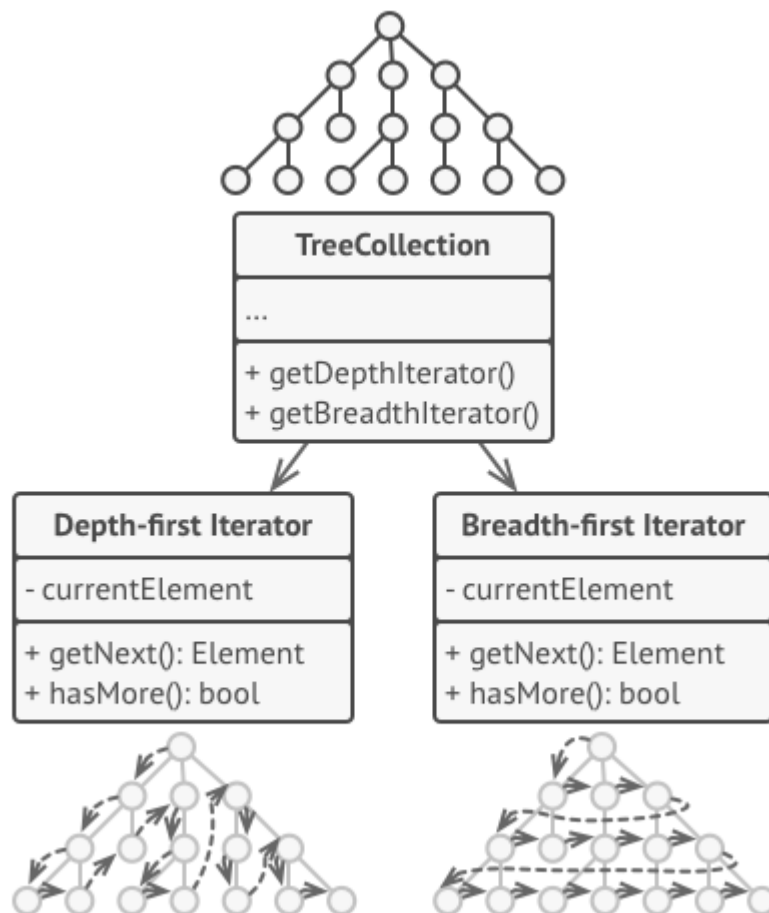 TreeCollection
...
+ getDepthIterator()
+ getBreadthIterator()
Depth-first Iterator
- currentElement
+ getNext(): Element
+ hasMore(): bool
Breadth-first Iterator
- currentElement
+ getNext(): Element
+ hasMore(): bool